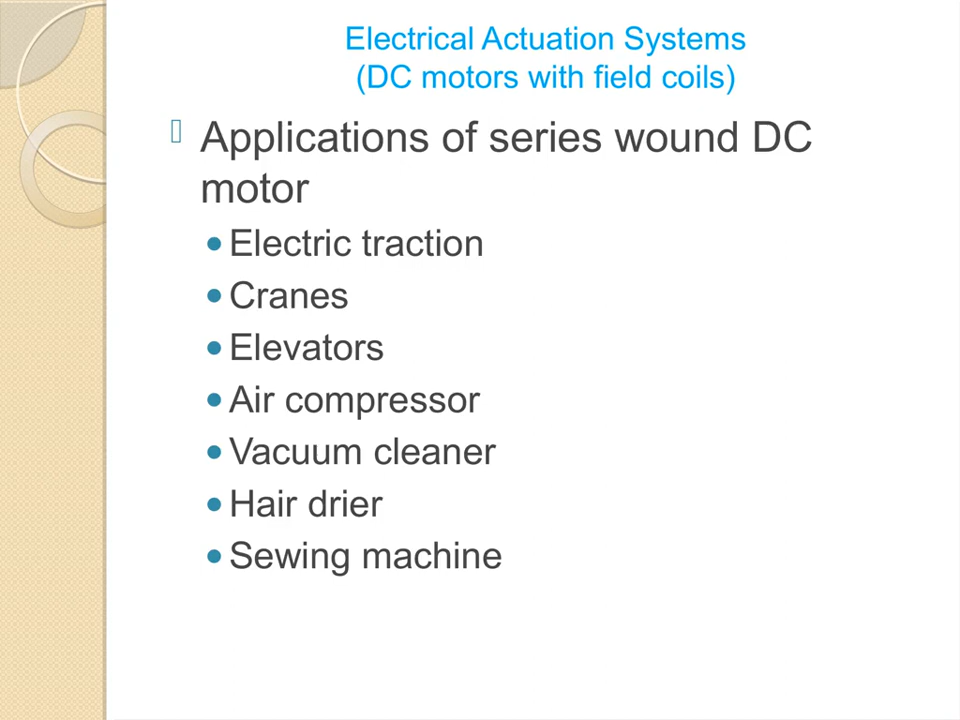 Electrical Actuation Systems
(DC motors with field coils)
Applications of series wound DC
motor
• Electric traction
• Cranes
• Elevators
• Air compressor
• Vacuum cleaner
• Hair drier
• Sewing machine